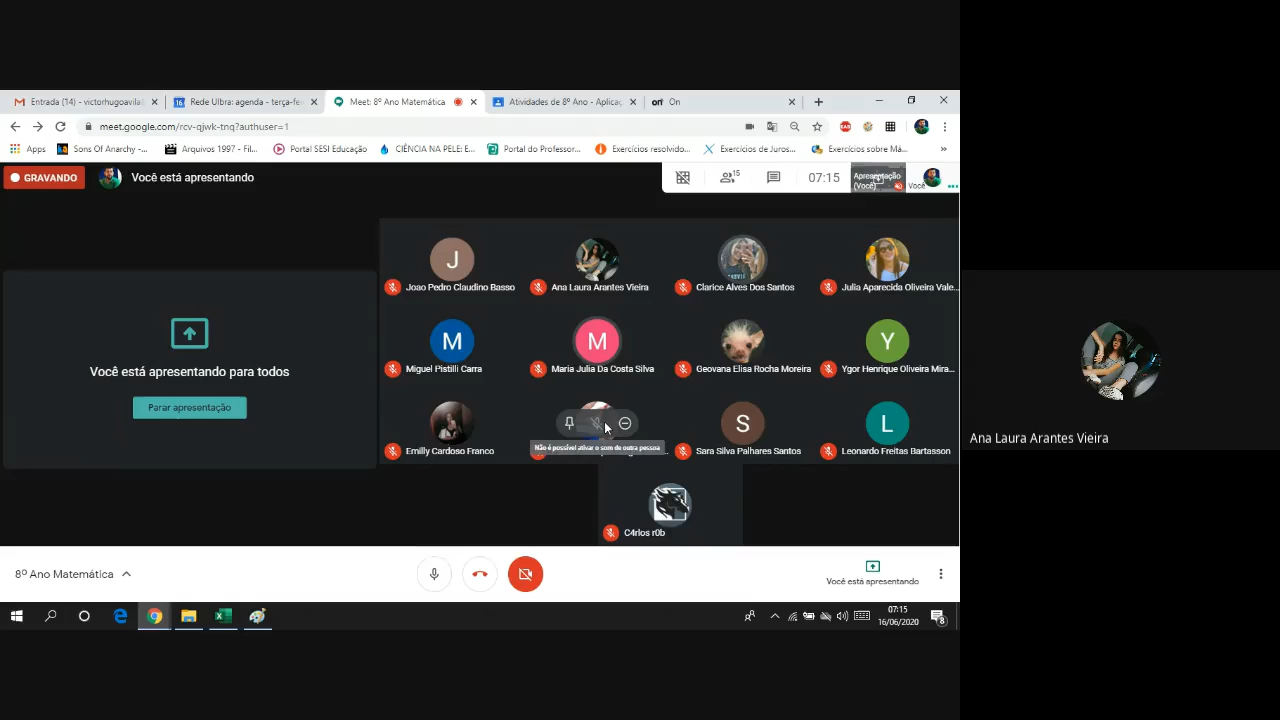 Entrada (14) - victorhugoavila
Rede Ulbra: agenda - terça-fe
Meet: 8º Ano Matemática
Atividades de 8º Ano - Aplicaç
on
On
meet.google.com/rcv-qjwk-tnq?authuser=1
Apps
Sons Of Anarchy -...
Arquivos 1997 - Fil...
Portal SESI Educação
CIÊNCIA NA PELE: E...
Portal do Professor...
Exercícios resolvido...
Exercícios de Juros...
Exercícios sobre Má...
»
GRAVANDO
Você está apresentando
15
07:15
Apresentação
(Você)
Você
J
Joao Pedro Claudino Basso
Ana Laura Arantes Vieira
Clarice Alves Dos Santos
Julia Aparecida Oliveira Vale...
Você está apresentando para todos
Parar apresentação
M
Miguel Pistilli Carra
M
Maria Julia Da Costa Silva
Geovana Elisa Rocha Moreira
Y
Ygor Henrique Oliveira Mira...
Emilly Cardoso Franco
Não é possível ativar o som de outra pessoa
S
Sara Silva Palhares Santos
L
Leonardo Freitas Bartasson
C4rlos r0b
Ana Laura Arantes Vieira
8º Ano Matemática
Você está apresentando
07:15
16/06/2020
8